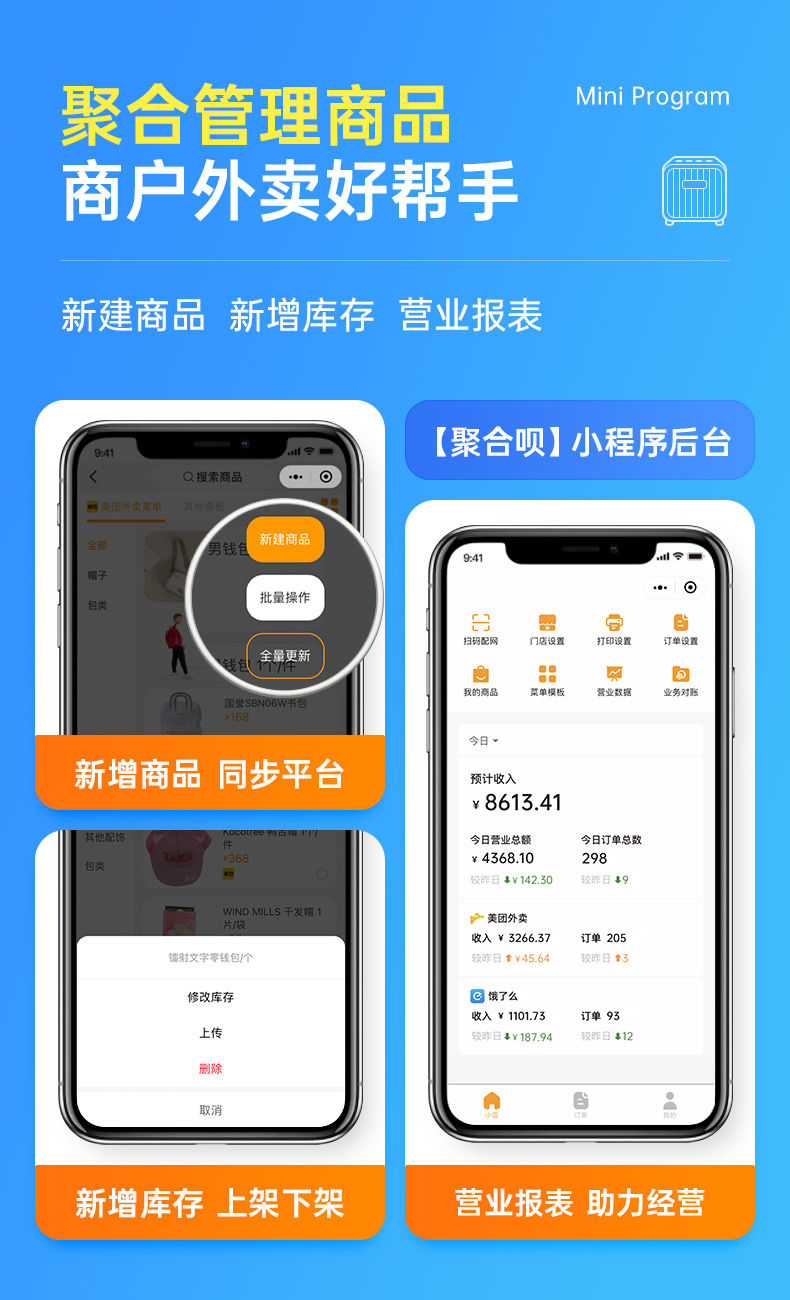 聚合管理商品
Mini Program
商户外卖好帮手
新建商品 新增库存 营业报表
9:41
搜索商品
美团外卖菜单 其他模板
全部
帽子
包类
男钱包
新建商品
批量操作
全量更新
钱包 1个/件
国誉SBN06W书包
¥168
新增商品 同步平台
其他配饰
包类
Kocotree 鸭舌帽 1个/
件
¥368
WIND MILLS 干发帽 1
片/袋
镭射文字零钱包/个
修改库存
上传
删除
取消
新增库存 上架下架
【聚合呗】小程序后台
9:41
扫码配网 门店设置 打印设置 订单设置
我的商品 菜单模板 营业数据 业务对账
今日
预计收入
¥ 8613.41
今日营业总额 今日订单总数
¥ 4368.10 298
较昨日 ¥ 142.30 较昨日 9
美团外卖
收入 ¥ 3266.37 订单 205
较昨日 ¥ 45.64 较昨日 3
饿了么
收入 ¥ 1101.73 订单 93
较昨日 ¥ 187.94 较昨日 12
小店 订单 我的
营业报表 助力经营